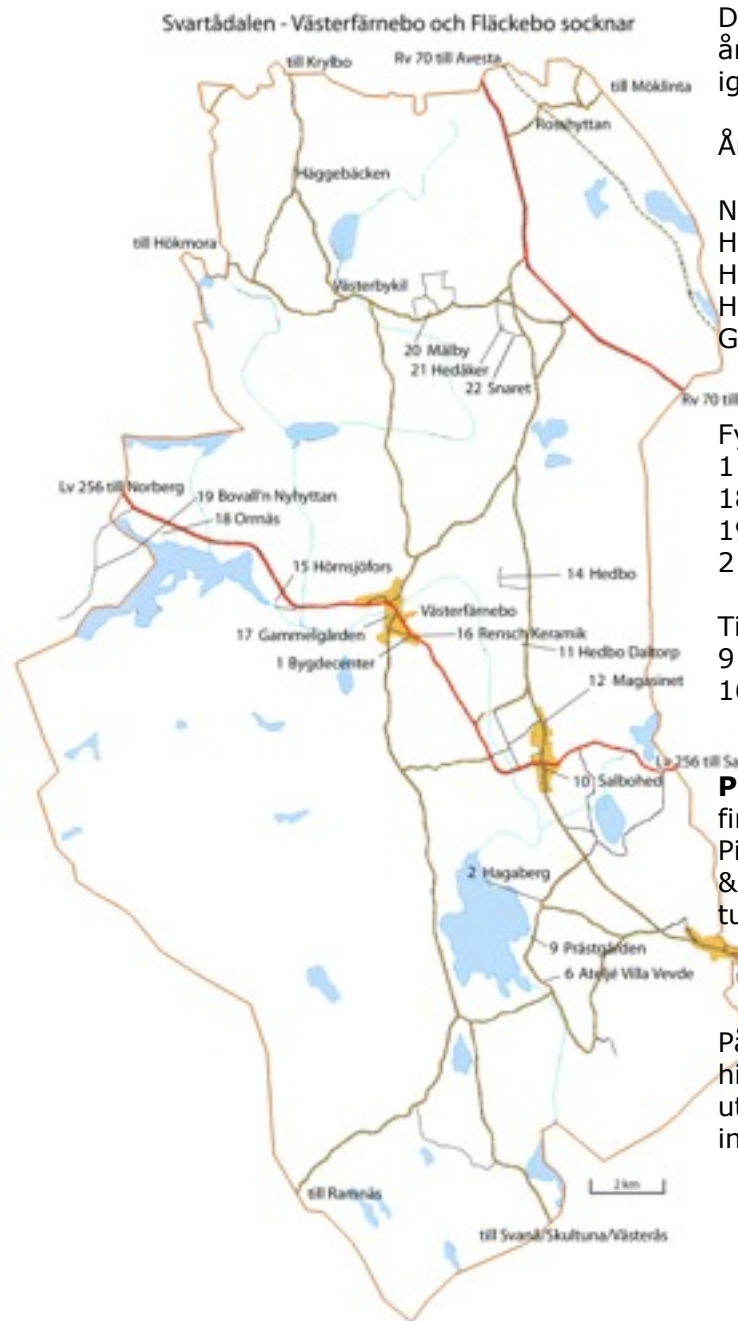 Svartådalen - Västerfärnebo och Fläckebo socknar
till Krylbo
Rv 70 till Avesta
till Möklinta
Rosshyttan
Häggebäcken
till Hökmora
Västerbykil
20 Mälby
21 Hedåker
22 Snaret
Rv 70 till
Lv 256 till Norberg
19 Bovall'n Nyhyttan
18 Ormäs
15 Hörnsjöfors
14 Hedbo
Västerfärnebo
17 Gammelgården
16 Rensch Keramik
1 Bygdecenter
11 Hedbo Daltorp
12 Magasinet
Lv 256 till Sa
10 Salbohed
2 Hagaberg
9 Prästgården
6 Ateljé Villa Vevde
2 km
till Ramnäs
till Svanå/Skultuna/Västerås
D
år
ig
År
N
H
H
H
G
Fy
1
18
19
2
Ti
9
16
P
fir
Pi
&
tu
På
hi
ut
in